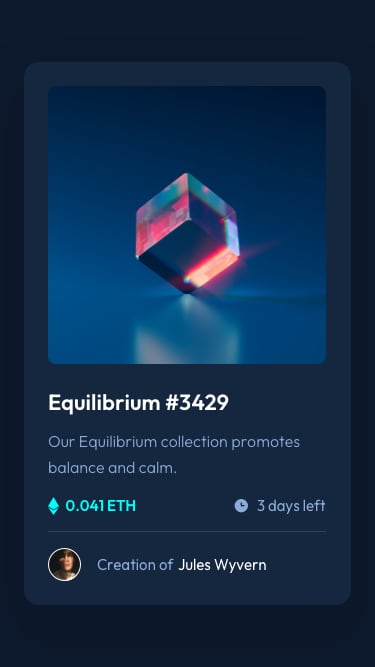 Equilibrium #3429
Our Equilibrium collection promotes
balance and calm.
0.041 ETH
3 days left
Creation of Jules Wyvern